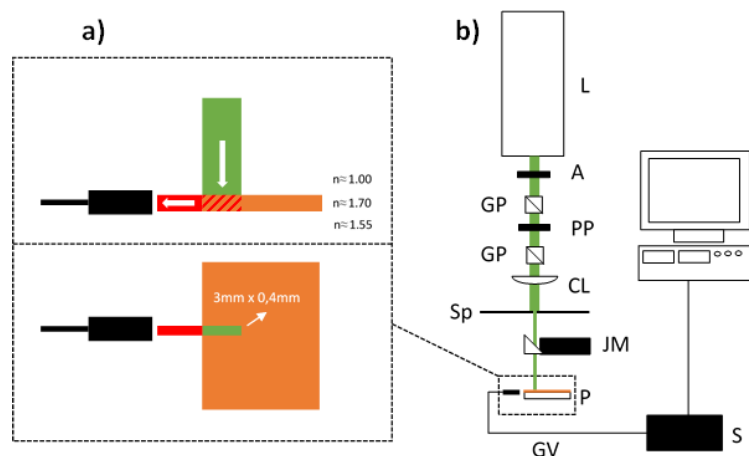 a)
n≈1.00
n≈1.70
n≈1.55
3mm x 0,4mm
b)
L
A
GP
PP
GP
CL
Sp
JM
P
GV
S